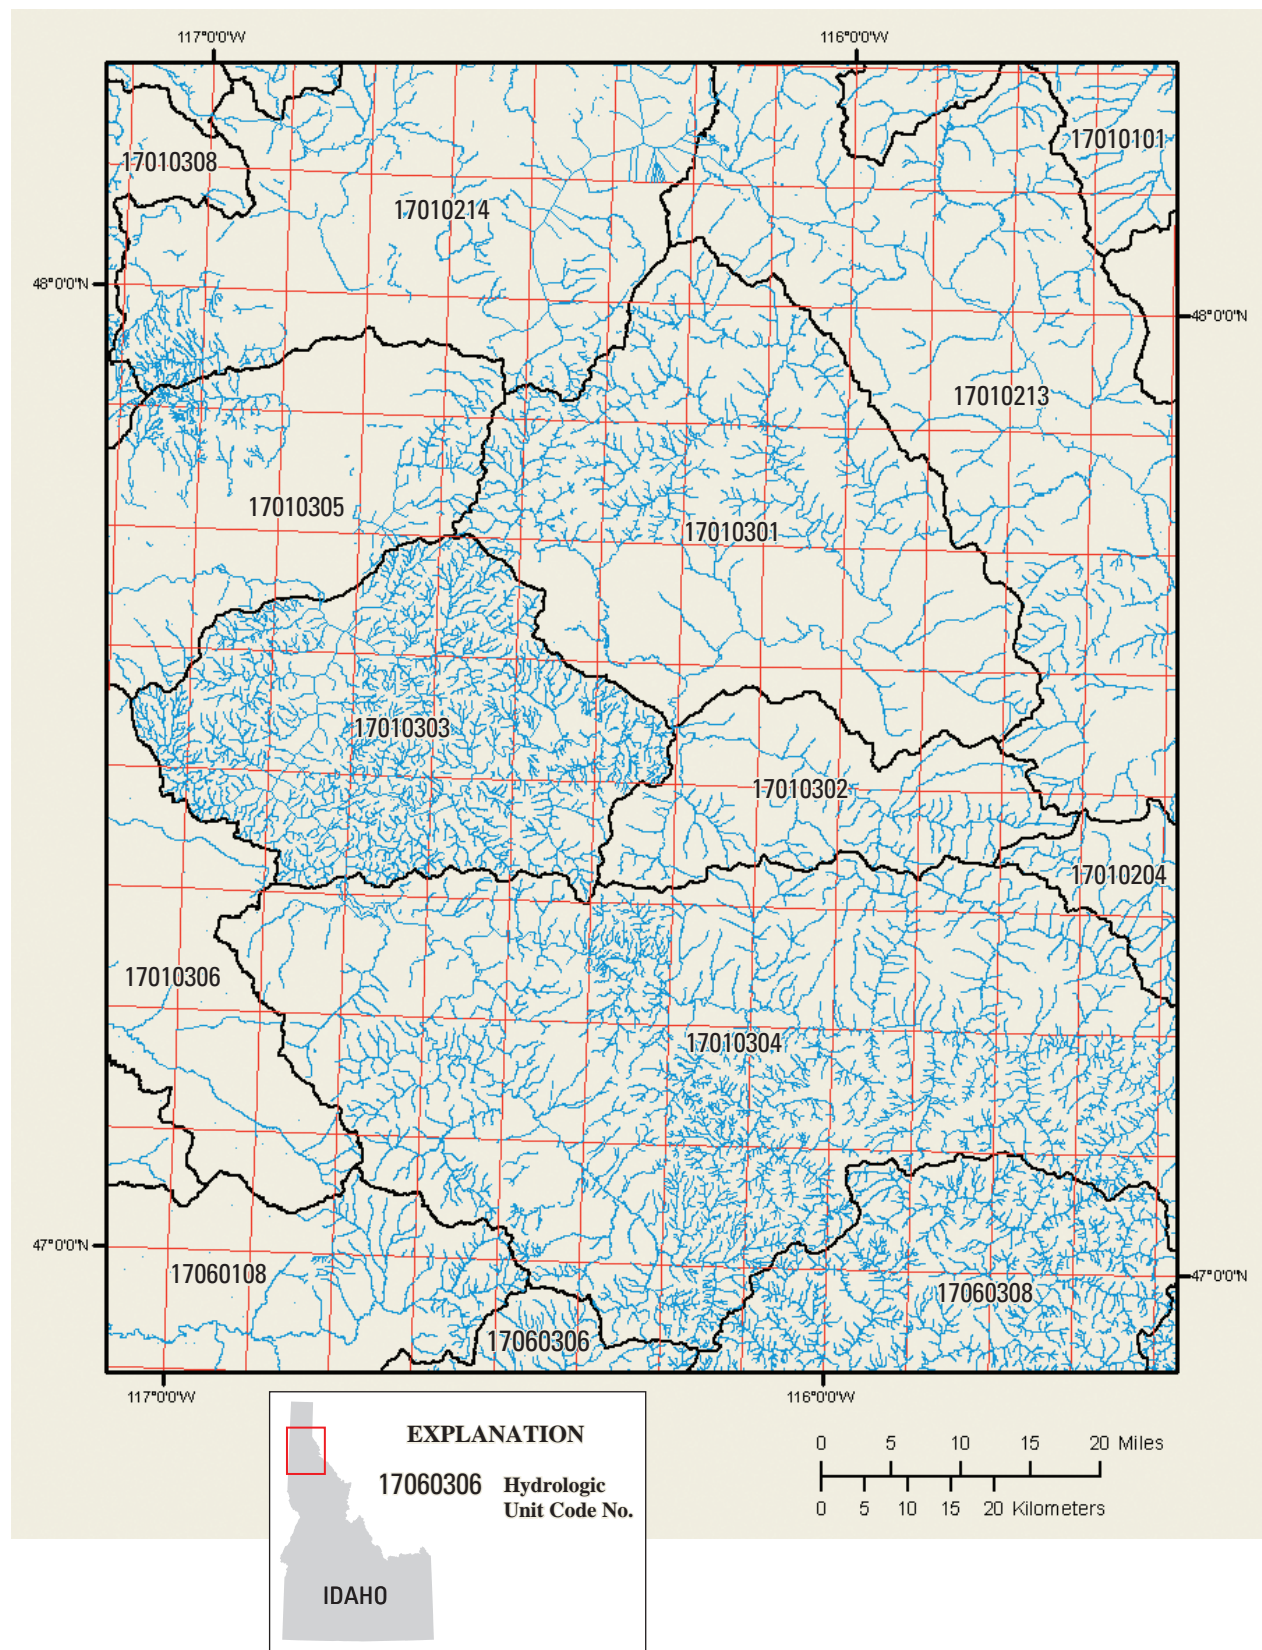 117°0'0"W
116°0'0"W
17010101
17010308
17010214
48°0'0"N
48°0'0"N
17010213
17010305
17010301
17010303
17010302
17010204
17010306
17010304
47°0'0"N
17060108
47°0'0"N
17060308
17060306
117°0'0"W
116°0'0"W
EXPLANATION
17060306 Hydrologic
Unit Code No.
IDAHO
0 5 10 15 20 Miles
0 5 10 15 20 Kilometers